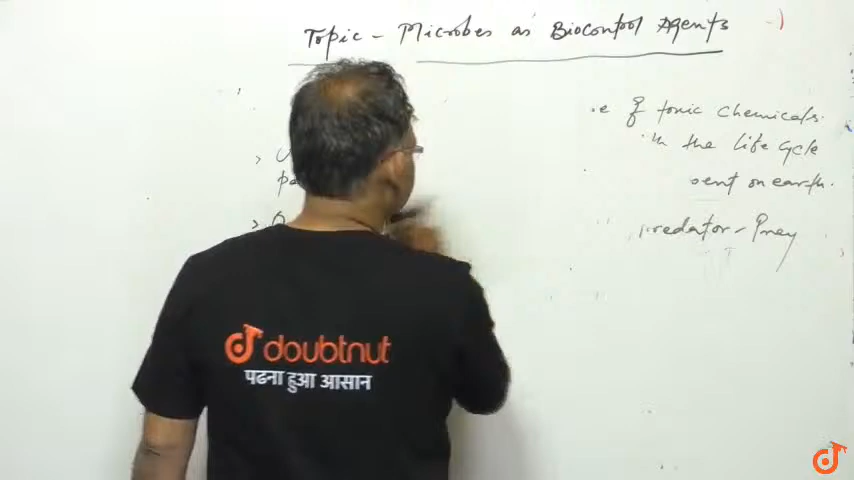 Topic - Microbes as Biocontrol Agents
e of toxic chemicals.
in the life cycle
sent on earth.
predator - Prey
doubtnut
पढना हुआ आसान